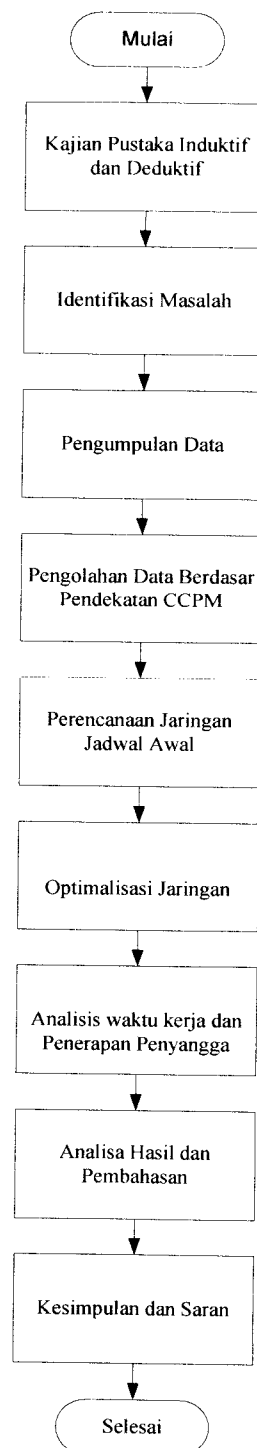 Mulai
Kajian Pustaka Induktif
dan Deduktif
Identifikasi Masalah
Pengumpulan Data
Pengolahan Data Berdasar
Pendekatan CCPM
Perencanaan Jaringan
Jadwal Awal
Optimalisasi Jaringan
Analisis waktu kerja dan
Penerapan Penyangga
Analisa Hasil dan
Pembahasan
Kesimpulan dan Saran
Selesai